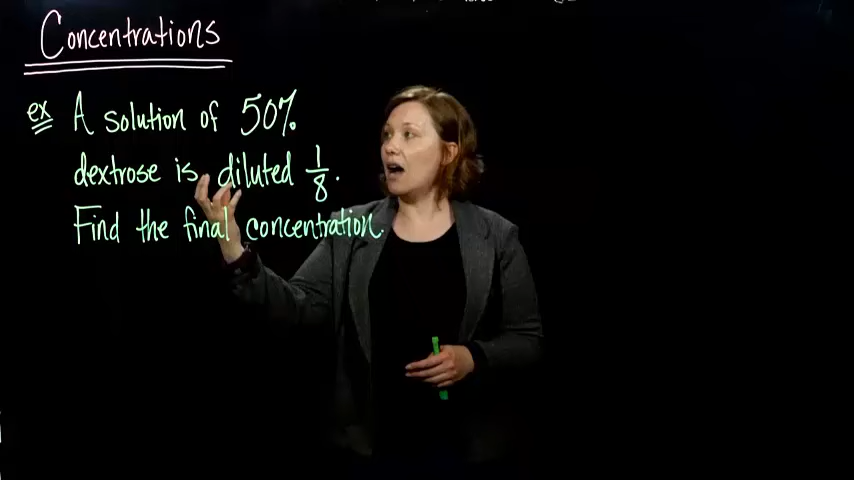 Concentrations
ex A solution of 50%
dextrose is diluted 1/8.
Find the final concentration.